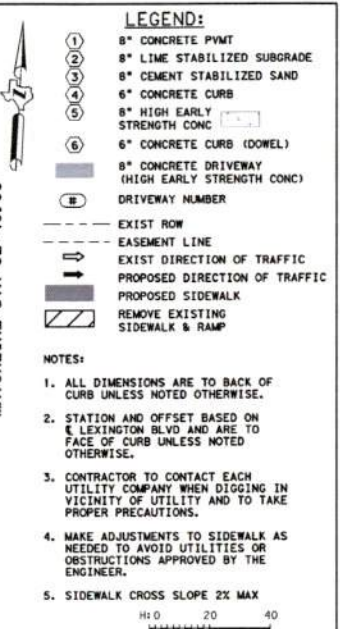 LEGEND:
1 8" CONCRETE PVMT
2 8" LIME STABILIZED SUBGRADE
3 8" CEMENT STABILIZED SAND
4 6" CONCRETE CURB
5 8" HIGH EARLY
STRENGTH CONC
6 6" CONCRETE CURB (DOWEL)
8" CONCRETE DRIVEWAY
(HIGH EARLY STRENGTH CONC)
# DRIVEWAY NUMBER
EXIST ROW
EASEMENT LINE
EXIST DIRECTION OF TRAFFIC
PROPOSED DIRECTION OF TRAFFIC
PROPOSED SIDEWALK
REMOVE EXISTING
SIDEWALK & RAMP
NOTES:
1. ALL DIMENSIONS ARE TO BACK OF
CURB UNLESS NOTED OTHERWISE.
2. STATION AND OFFSET BASED ON
℄ LEXINGTON BLVD AND ARE TO
FACE OF CURB UNLESS NOTED
OTHERWISE.
3. CONTRACTOR TO CONTACT EACH
UTILITY COMPANY WHEN DIGGING IN
VICINITY OF UTILITY AND TO TAKE
PROPER PRECAUTIONS.
4. MAKE ADJUSTMENTS TO SIDEWALK AS
NEEDED TO AVOID UTILITIES OR
OBSTRUCTIONS APPROVED BY THE
ENGINEER.
5. SIDEWALK CROSS SLOPE 2% MAX
H: 0 20 40